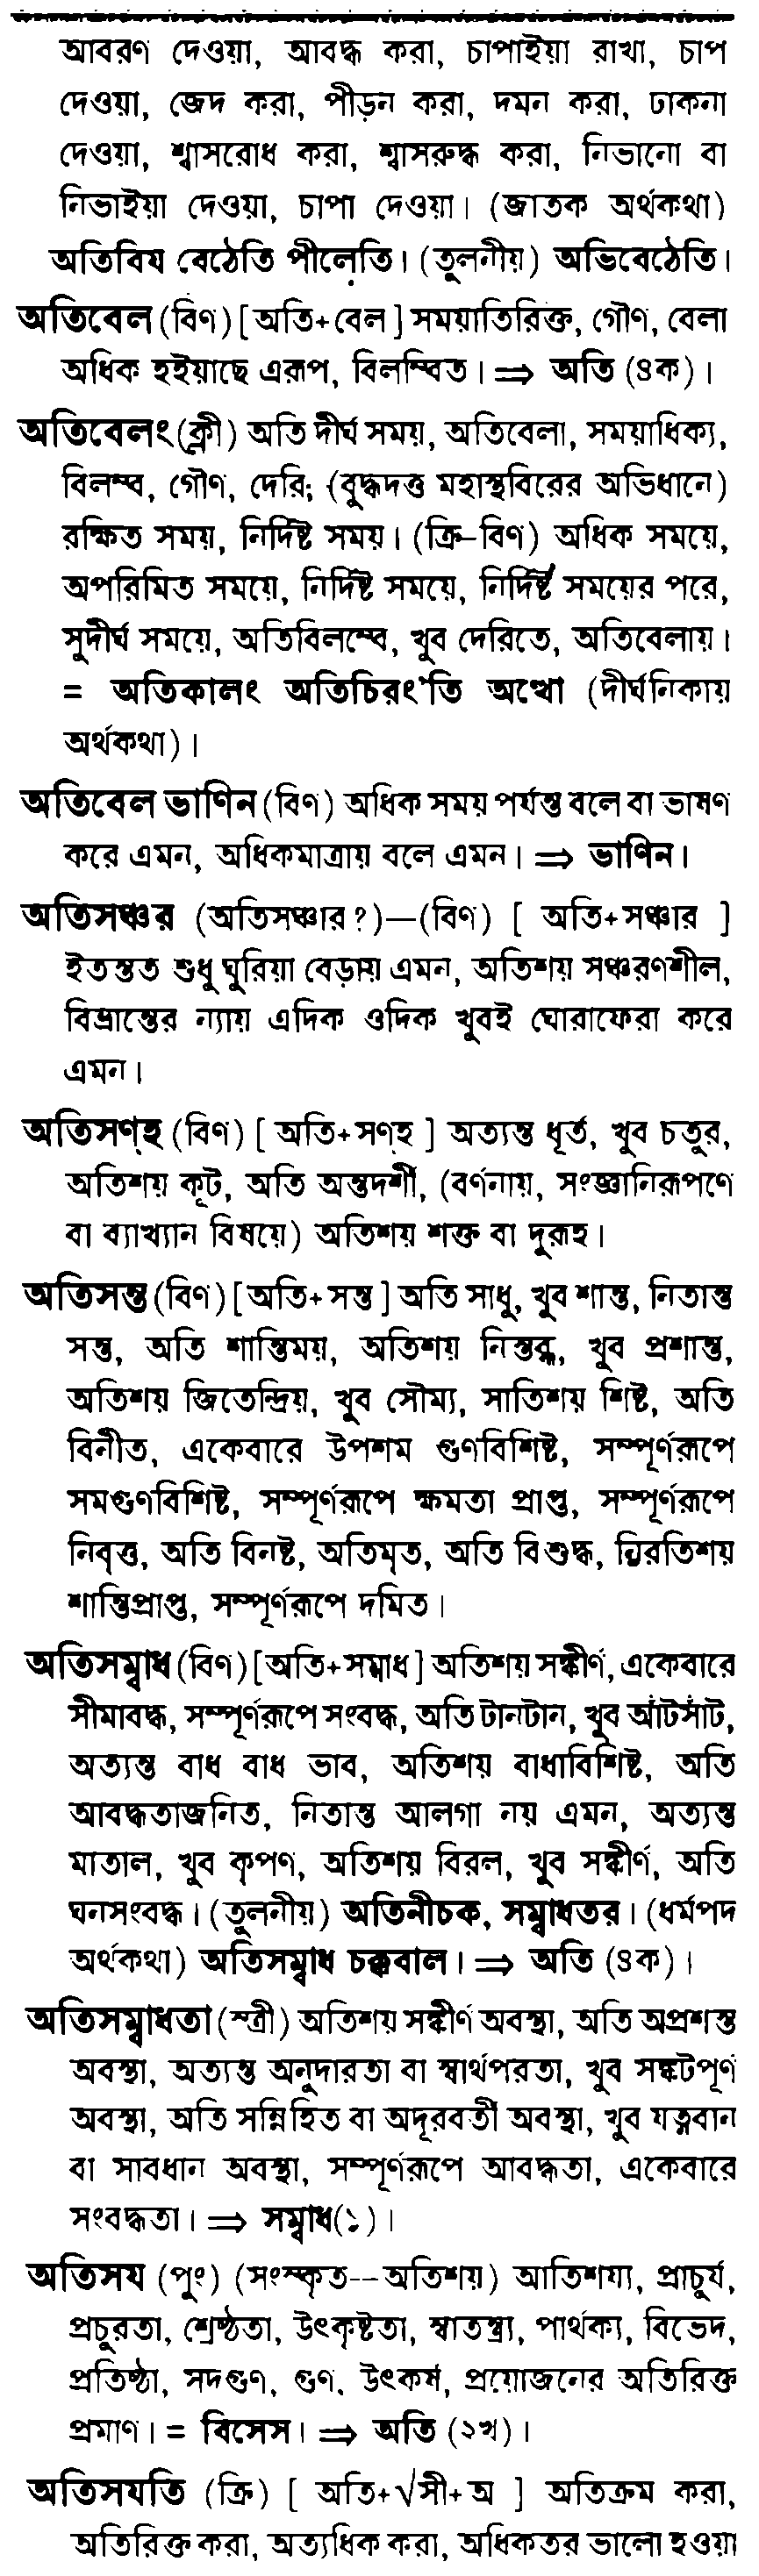 আবরণ দেওয়া, আবদ্ধ করা, চাপাইয়া রাখা, চাপ
দেওয়া, জেদ করা, পীড়ন করা, দমন করা, ঢাকনা
দেওয়া, শ্বাসরোধ করা, শ্বাসরুদ্ধ করা, নিভানো বা
নিভাইয়া দেওয়া, চাপা দেওয়া। (জাতক অর্থকথা)
অতিবিয বেঠেতি পীলেতি। (তুলনীয়) অভিবেঠেতি।
অতিবেল (বিণ) [ অতি+বেল ] সময়াতিরিক্ত, গৌণ, বেলা
অধিক হইয়াছে এরূপ, বিলম্বিত। ⇒ অতি (৪ক)।
অতিবেলং (ক্লী) অতি দীর্ঘ সময়, অতিবেলা, সময়াধিক্য,
বিলম্ব, গৌণ, দেরি; (বুদ্ধদত্ত মহাস্থবিরের অভিধানে)
রক্ষিত সময়, নির্দিষ্ট সময়। (ক্রি-বিণ) অধিক সময়ে,
অপরিমিত সময়ে, নির্দিষ্ট সময়ে, নির্দিষ্ট সময়ের পরে,
সুদীর্ঘ সময়ে, অতিবিলম্বে, খুব দেরিতে, অতিবেলায়।
= অতিকালং অতিচিরং'তি অত্থো (দীর্ঘনিকায়
অর্থকথা)।
অতিবেল ভাণিন (বিণ) অধিক সময় পর্যন্ত বলে বা ভাষণ
করে এমন, অধিকমাত্রায় বলে এমন। ⇒ ভাণিন।
অতিসঞ্চর (অতিসঞ্চার?)—(বিণ) [ অতি+সঞ্চার ]
ইতস্তত শুধু ঘুরিয়া বেড়ায় এমন, অতিশয় সঞ্চরণশীল,
বিভ্রান্তের ন্যায় এদিক ওদিক খুবই ঘোরাফেরা করে
এমন।
অতিসণ্হ (বিণ) [ অতি+সণ্হ ] অত্যন্ত ধূর্ত, খুব চতুর,
অতিশয় কূট, অতি অন্তদর্শী, (বর্ণনায়, সংজ্ঞানিরূপণে
বা ব্যাখ্যান বিষয়ে) অতিশয় শক্ত বা দুরূহ।
অতিসন্ত (বিণ) [ অতি+সন্ত ] অতি সাধু, খুব শান্ত, নিতান্ত
সন্ত, অতি শান্তিময়, অতিশয় নিস্তব্ধ, খুব প্রশান্ত,
অতিশয় জিতেন্দ্রিয়, খুব সৌম্য, সাতিশয় শিষ্ট, অতি
বিনীত, একেবারে উপশম গুণবিশিষ্ট, সম্পূর্ণরূপে
সমগুণবিশিষ্ট, সম্পূর্ণরূপে ক্ষমতা প্রাপ্ত, সম্পূর্ণরূপে
নিবৃত্ত, অতি বিনষ্ট, অতিমৃত, অতি বিশুদ্ধ, নিরতিশয়
শান্তিপ্রাপ্ত, সম্পূর্ণরূপে দমিত।
অতিসম্বাধ (বিণ) [ অতি+সম্বাধ ] অতিশয় সঙ্কীর্ণ, একেবারে
সীমাবদ্ধ, সম্পূর্ণরূপে সংবদ্ধ, অতি টানটান, খুব আঁটসাঁট,
অত্যন্ত বাধ বাধ ভাব, অতিশয় বাধাবিশিষ্ট, অতি
আবদ্ধতাজনিত, নিতান্ত আলগা নয় এমন, অত্যন্ত
মাতাল, খুব কৃপণ, অতিশয় বিরল, খুব সঙ্কীর্ণ, অতি
ঘনসংবদ্ধ। (তুলনীয়) অতিনীচক, সম্বাধতর। (ধর্মপদ
অর্থকথা) অতিসম্বাধ চক্কবাল। ⇒ অতি (৪ক)।
অতিসম্বাধতা (স্ত্রী) অতিশয় সঙ্কীর্ণ অবস্থা, অতি অপ্রশস্ত
অবস্থা, অত্যন্ত অনুদারতা বা স্বার্থপরতা, খুব সঙ্কটপূর্ণ
অবস্থা, অতি সন্নিহিত বা অদূরবর্তী অবস্থা, খুব যত্নবান
বা সাবধান অবস্থা, সম্পূর্ণরূপে আবদ্ধতা, একেবারে
সংবদ্ধতা। ⇒ সম্বাধ(১)।
অতিসয (পুং) (সংস্কৃত--অতিশয়) আতিশয্য, প্রাচুর্য,
প্রচুরতা, শ্রেষ্ঠতা, উৎকৃষ্টতা, স্বাতন্ত্র্য, পার্থক্য, বিভেদ,
প্রতিষ্ঠা, সদগুণ, গুণ, উৎকর্ষ, প্রয়োজনের অতিরিক্ত
প্রমাণ। = বিসেস। ⇒ অতি (২খ)।
অতিসযতি (ক্রি) [ অতি+√সী+অ ] অতিক্রম করা,
অতিরিক্ত করা, অত্যধিক করা, অধিকতর ভালো হওয়া